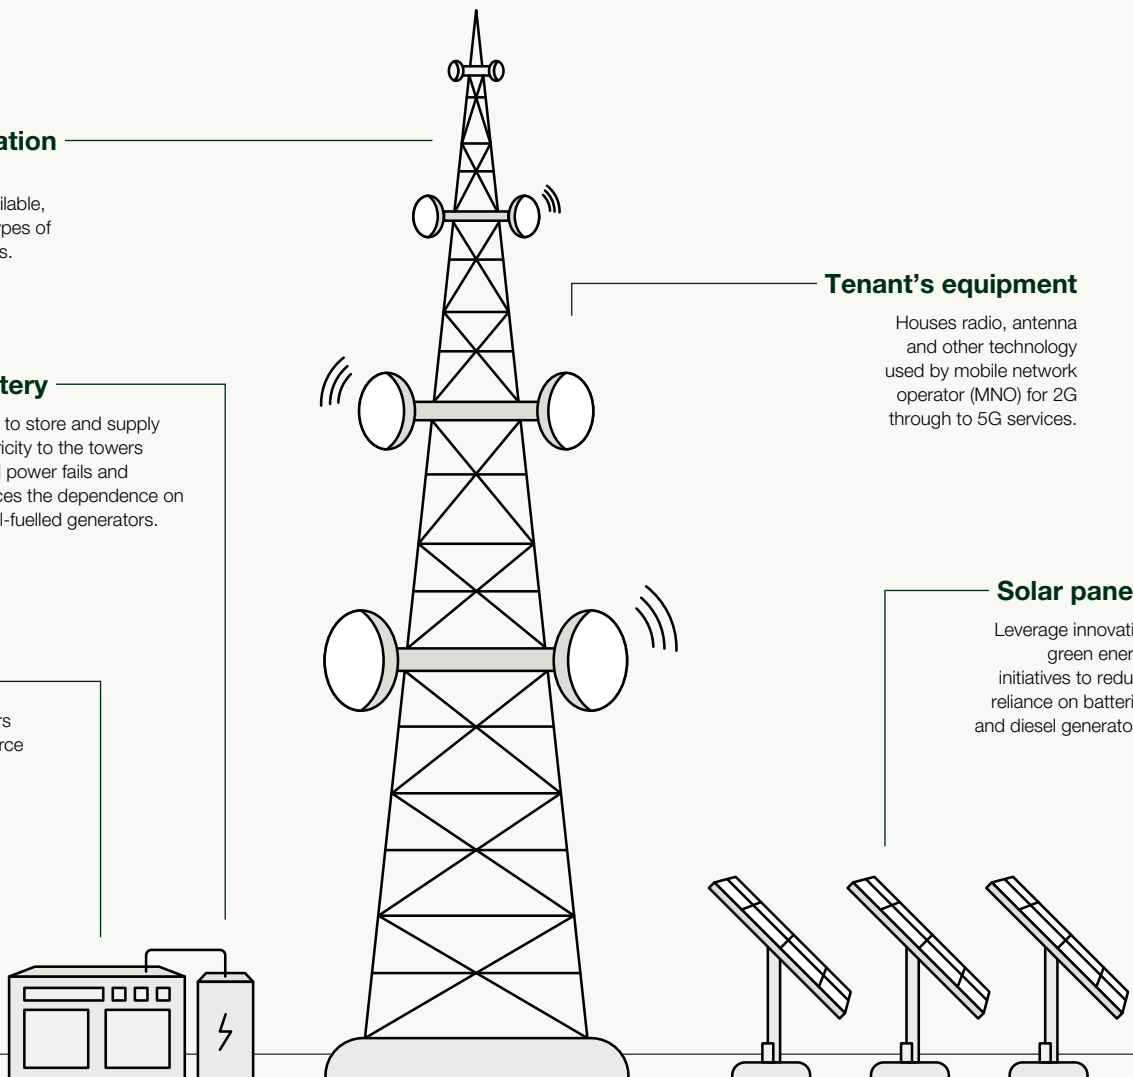 ation
ilable,
ypes of
s.
Tenant’s equipment
Houses radio, antenna
and other technology
used by mobile network
operator (MNO) for 2G
through to 5G services.
tery
to store and supply
icity to the towers
power fails and
ces the dependence on
l-fuelled generators.
Solar pane
Leverage innovati
green ener
initiatives to redu
reliance on batteri
and diesel generato
rs
rce